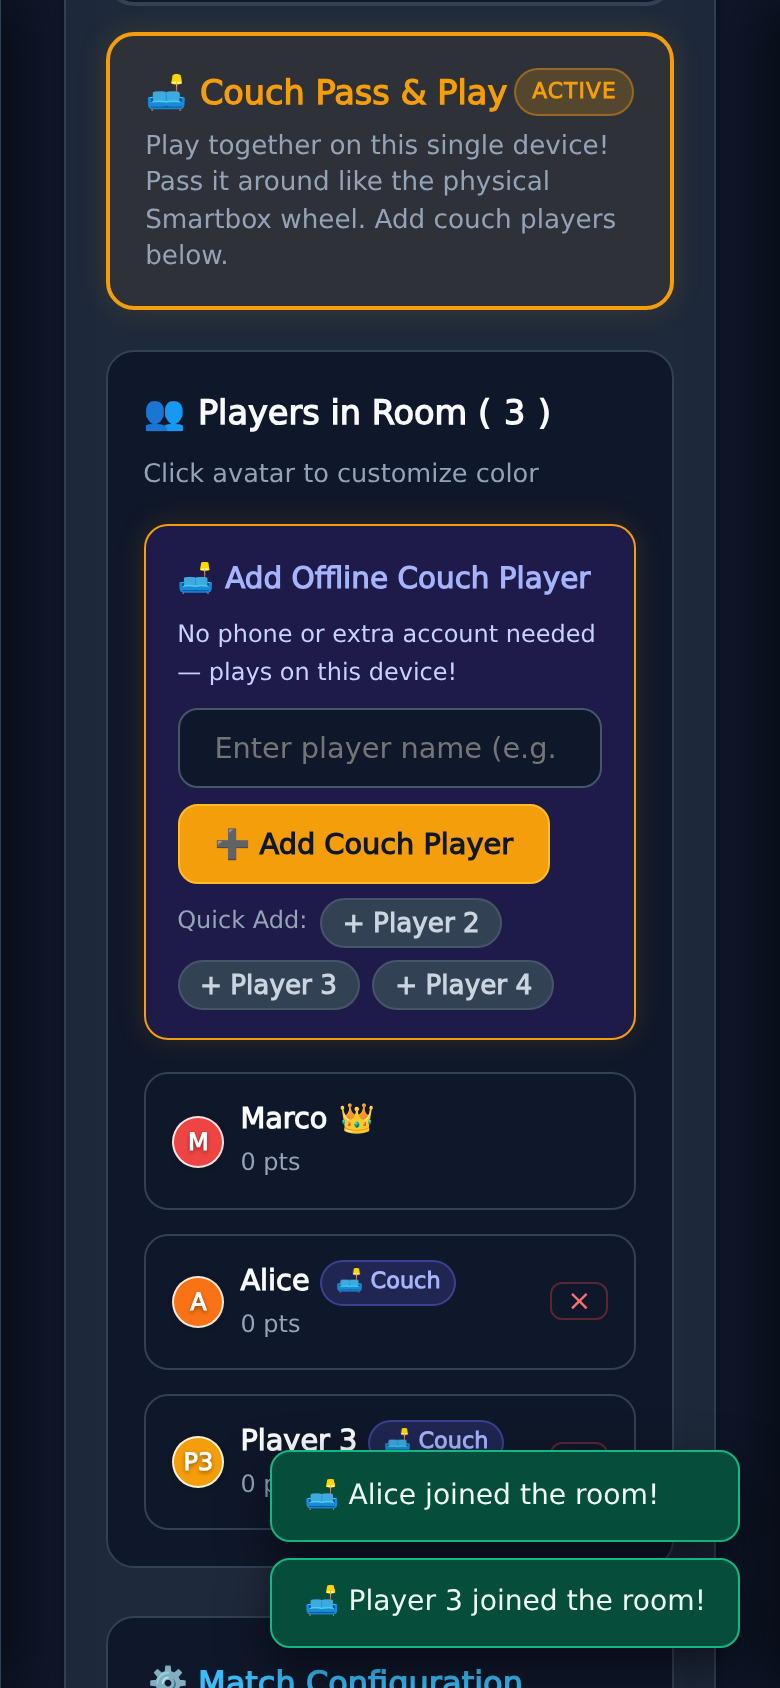 Couch Pass & Play ACTIVE
Play together on this single device!
Pass it around like the physical
Smartbox wheel. Add couch players
below.
Players in Room ( 3 )
Click avatar to customize color
Add Offline Couch Player
No phone or extra account needed
— plays on this device!
Enter player name (e.g.
➕ Add Couch Player
Quick Add: + Player 2
+ Player 3 + Player 4
M Marco
0 pts
A Alice Couch
0 pts
P3 Player 3 Couch
0
Alice joined the room!
Player 3 joined the room!
Match Configuration